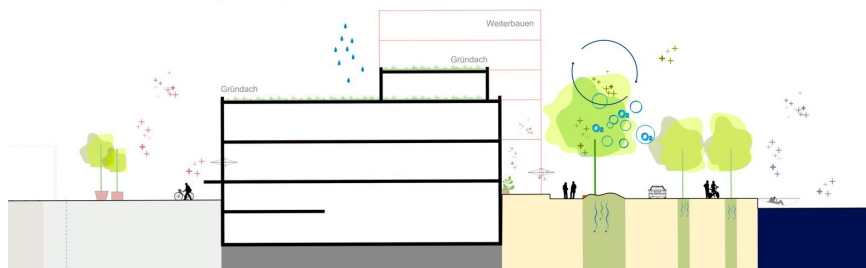 Weiterbauen
Gründach
Gründach
O₂
O₂
O₂